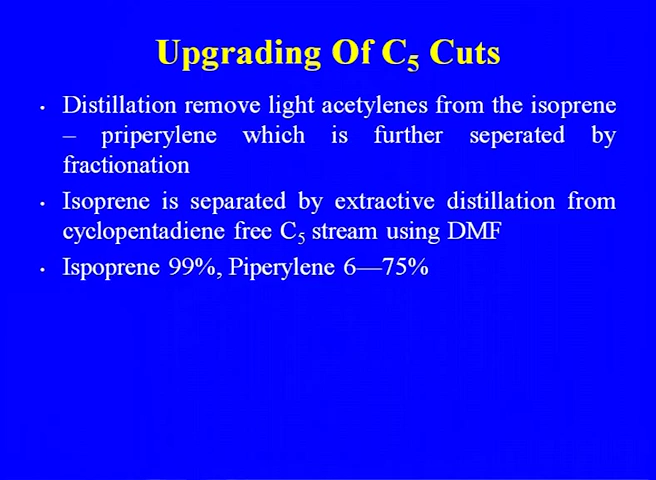 Upgrading Of C₅ Cuts
• Distillation remove light acetylenes from the isoprene
– priperylene which is further seperated by
fractionation
• Isoprene is separated by extractive distillation from
cyclopentadiene free C₅ stream using DMF
• Ispoprene 99%, Piperylene 6—75%